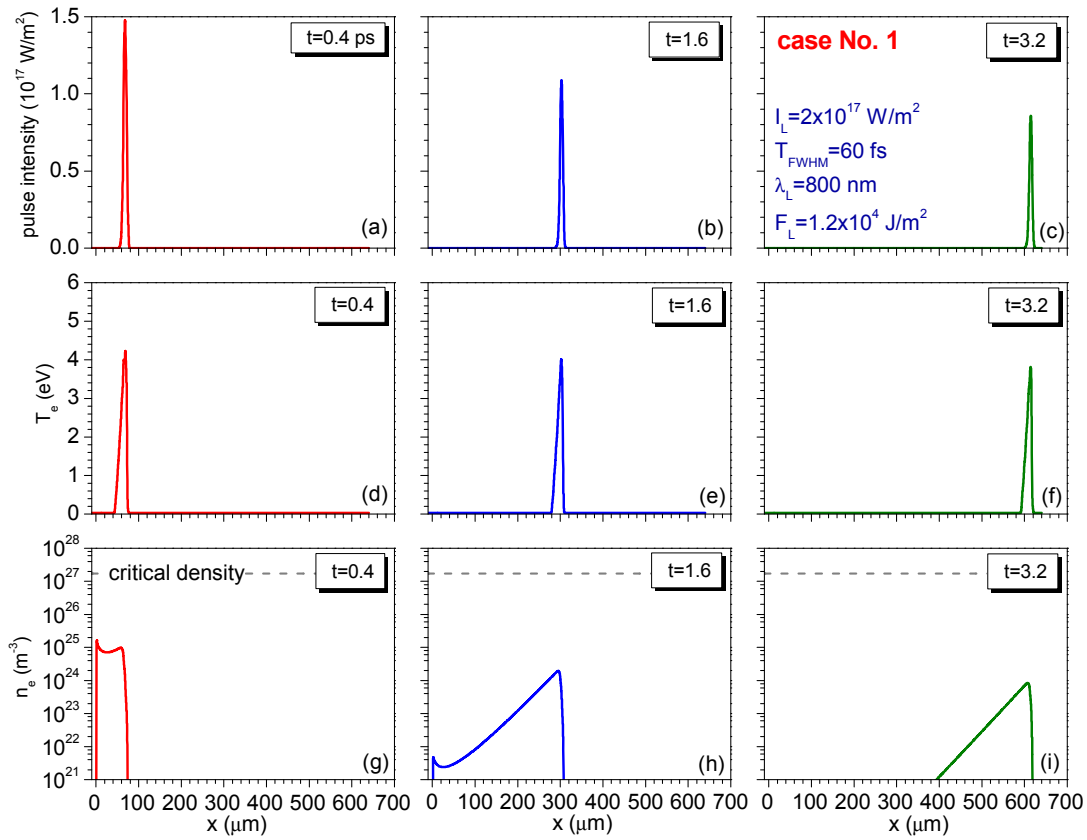 pulse intensity (10^17 W/m^2)
1.5
1.0
0.5
0.0
t=0.4 ps
(a)
t=1.6
(b)
case No. 1
t=3.2
I_L=2x10^17 W/m^2
T_FWHM=60 fs
λ_L=800 nm
F_L=1.2x10^4 J/m^2
(c)
T_e (eV)
6
5
4
3
2
1
0
t=0.4
(d)
t=1.6
(e)
t=3.2
(f)
n_e (m^-3)
10^28
10^27
10^26
10^25
10^24
10^23
10^22
10^21
critical density
t=0.4
(g)
t=1.6
(h)
t=3.2
(i)
0 100 200 300 400 500 600 700
0 100 200 300 400 500 600 700
0 100 200 300 400 500 600 700
x (μm)
x (μm)
x (μm)